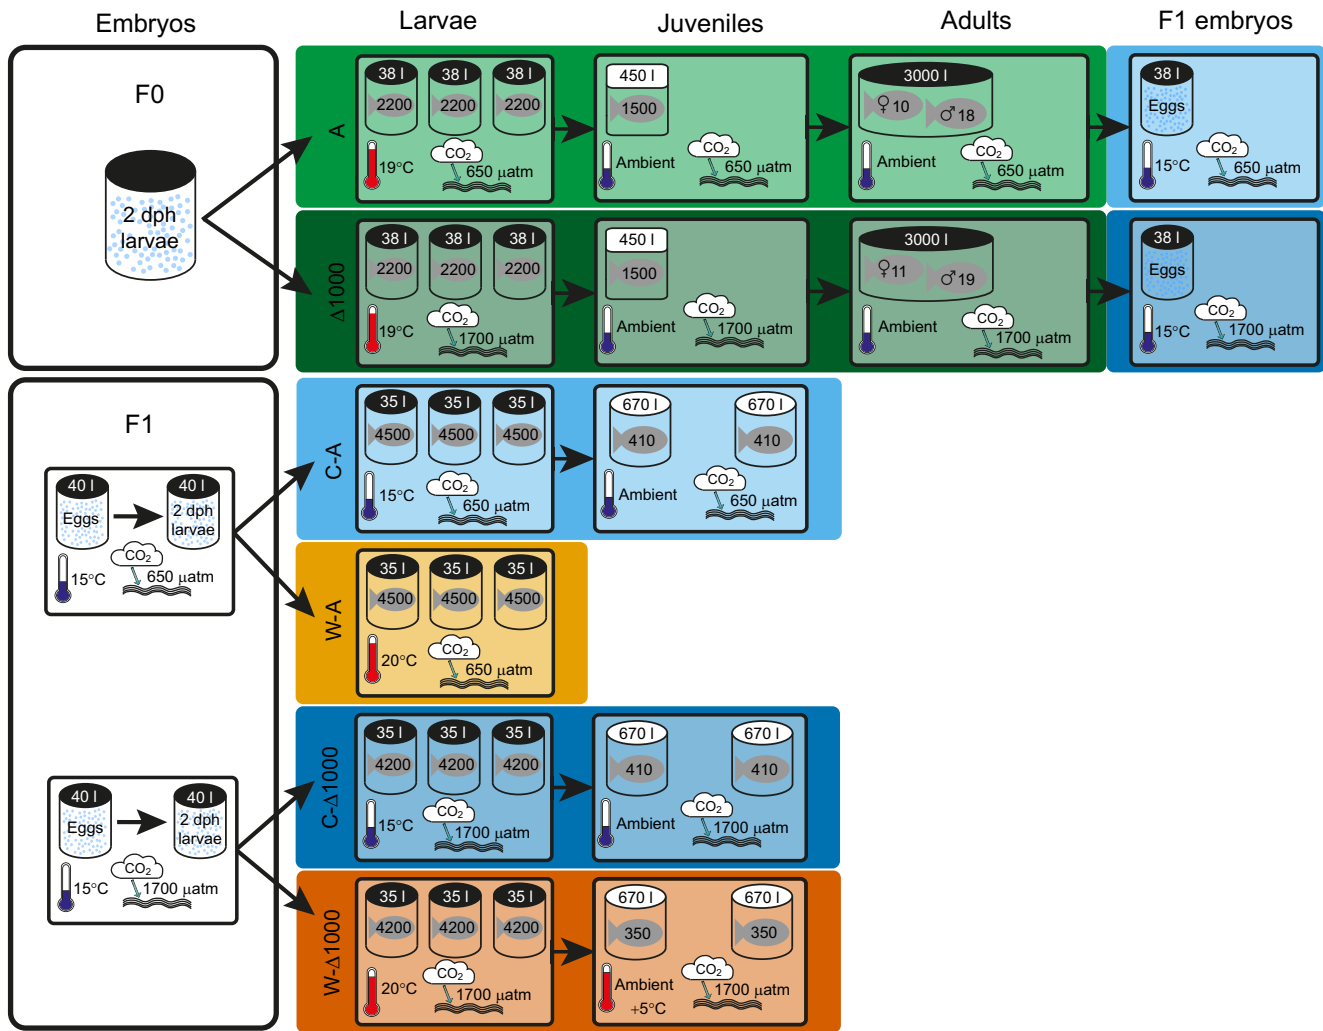 Embryos
Larvae
Juveniles
Adults
F1 embryos
F0
2 dph
larvae
A
38 l 38 l 38 l
2200 2200 2200
19°C
CO2
650 µatm
450 l
1500
Ambient
CO2
650 µatm
3000 l
♀10 ♂18
Ambient
CO2
650 µatm
38 l
Eggs
15°C
CO2
650 µatm
Δ1000
38 l 38 l 38 l
2200 2200 2200
19°C
CO2
1700 µatm
450 l
1500
Ambient
CO2
1700 µatm
3000 l
♀11 ♂19
Ambient
CO2
1700 µatm
38 l
Eggs
15°C
CO2
1700 µatm
F1
40 l 40 l
Eggs
2 dph
larvae
CO2
15°C
650 µatm
C-A
35 l 35 l 35 l
4500 4500 4500
15°C
CO2
650 µatm
670 l 670 l
410 410
Ambient
CO2
650 µatm
W-A
35 l 35 l 35 l
4500 4500 4500
20°C
CO2
650 µatm
40 l 40 l
Eggs
2 dph
larvae
CO2
15°C
1700 µatm
C-Δ1000
35 l 35 l 35 l
4200 4200 4200
15°C
CO2
1700 µatm
670 l 670 l
410 410
Ambient
CO2
1700 µatm
W-Δ1000
35 l 35 l 35 l
4200 4200 4200
20°C
CO2
1700 µatm
670 l 670 l
350 350
Ambient
+5°C
CO2
1700 µatm